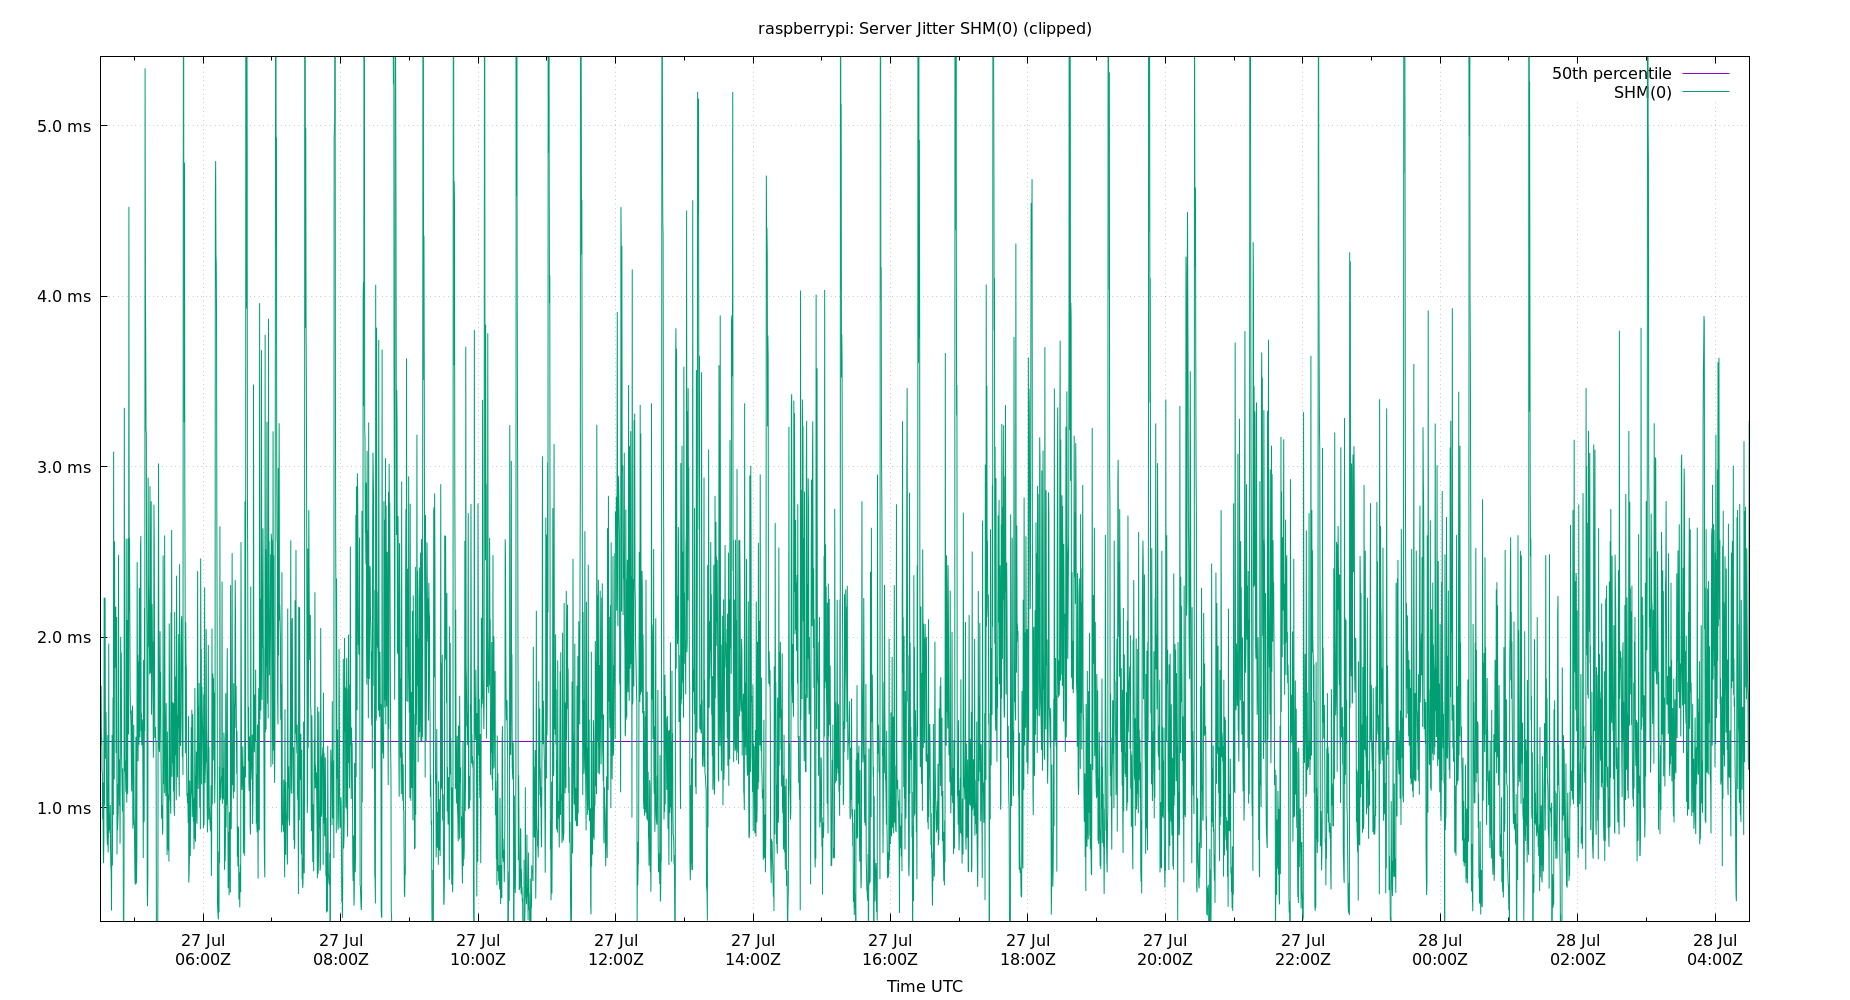 raspberrypi: Server Jitter SHM(0) (clipped)
50th percentile
SHM(0)
5.0 ms
4.0 ms
3.0 ms
2.0 ms
1.0 ms
27 Jul 27 Jul 27 Jul 27 Jul 27 Jul 27 Jul 27 Jul 27 Jul 27 Jul 28 Jul 28 Jul 28 Jul
06:00Z 08:00Z 10:00Z 12:00Z 14:00Z 16:00Z 18:00Z 20:00Z 22:00Z 00:00Z 02:00Z 04:00Z
Time UTC